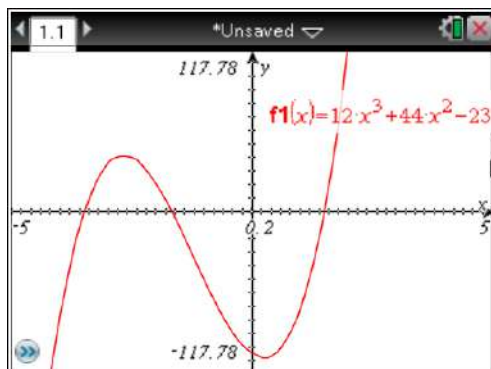 1.1 *Unsaved
117.78 y
f1(x)=12·x³+44·x²−23
x
-5 0.2 5
-117.78